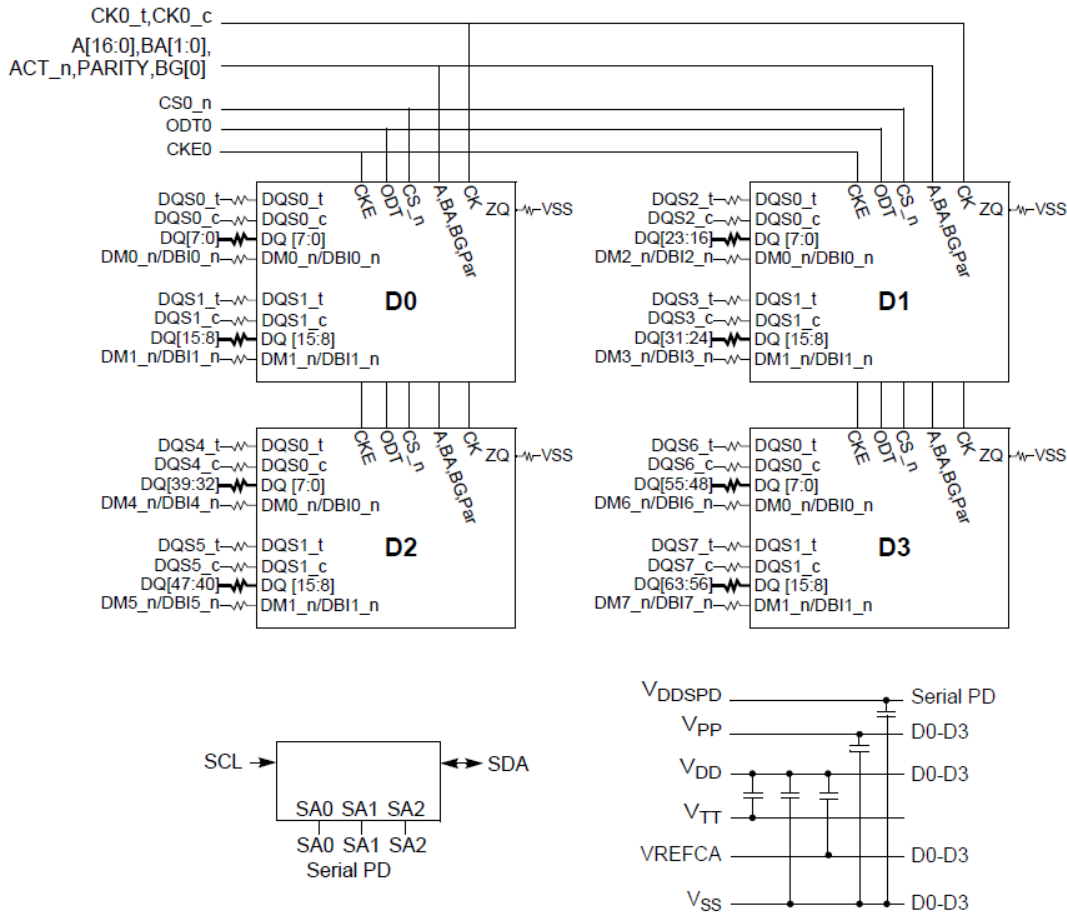 CK0_t,CK0_c
A[16:0],BA[1:0],
ACT_n,PARITY,BG[0]
CS0_n
ODT0
CKE0
CKE ODT CS_n A,BA,BG,Par CK
ZQ VSS
DQS0_t DQS0_t
DQS0_c DQS0_c
DQ[7:0] DQ [7:0]
DM0_n/DBI0_n DM0_n/DBI0_n
D0
DQS1_t DQS1_t
DQS1_c DQS1_c
DQ[15:8] DQ [15:8]
DM1_n/DBI1_n DM1_n/DBI1_n
CKE ODT CS_n A,BA,BG,Par CK
ZQ VSS
DQS2_t DQS0_t
DQS2_c DQS0_c
DQ[23:16] DQ [7:0]
DM2_n/DBI2_n DM0_n/DBI0_n
D1
DQS3_t DQS1_t
DQS3_c DQS1_c
DQ[31:24] DQ [15:8]
DM3_n/DBI3_n DM1_n/DBI1_n
CKE ODT CS_n A,BA,BG,Par CK
ZQ VSS
DQS4_t DQS0_t
DQS4_c DQS0_c
DQ[39:32] DQ [7:0]
DM4_n/DBI4_n DM0_n/DBI0_n
D2
DQS5_t DQS1_t
DQS5_c DQS1_c
DQ[47:40] DQ [15:8]
DM5_n/DBI5_n DM1_n/DBI1_n
CKE ODT CS_n A,BA,BG,Par CK
ZQ VSS
DQS6_t DQS0_t
DQS6_c DQS0_c
DQ[55:48] DQ [7:0]
DM6_n/DBI6_n DM0_n/DBI0_n
D3
DQS7_t DQS1_t
DQS7_c DQS1_c
DQ[63:56] DQ [15:8]
DM7_n/DBI7_n DM1_n/DBI1_n
SCL SDA
SA0 SA1 SA2
SA0 SA1 SA2
Serial PD
VDDSPD Serial PD
VPP D0-D3
VDD D0-D3
VTT
VREFCA D0-D3
VSS D0-D3